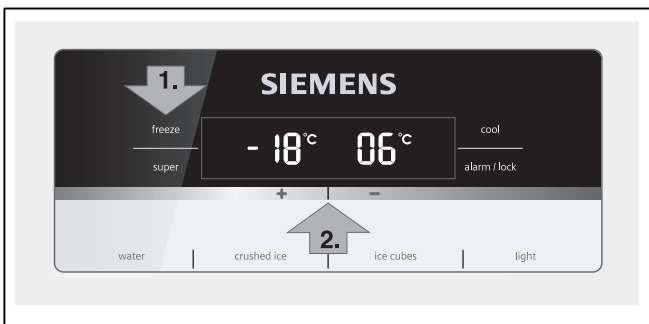 1.
SIEMENS
freeze
super
- 18°C 06°C
cool
alarm / lock
+ -
2.
water crushed ice ice cubes light